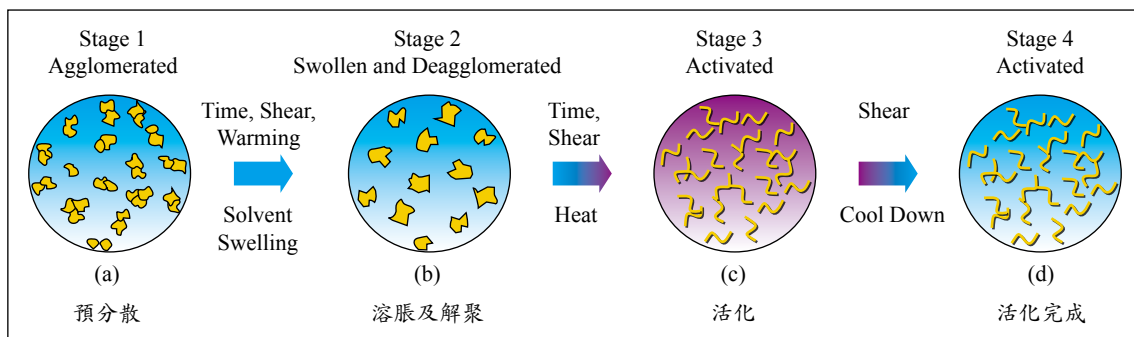 Stage 1
Agglomerated
Time, Shear,
Warming
Solvent
Swelling
Stage 2
Swollen and Deagglomerated
Time,
Shear
Heat
Stage 3
Activated
Shear
Cool Down
Stage 4
Activated
(a)
(b)
(c)
(d)
預分散
溶脹及解聚
活化
活化完成